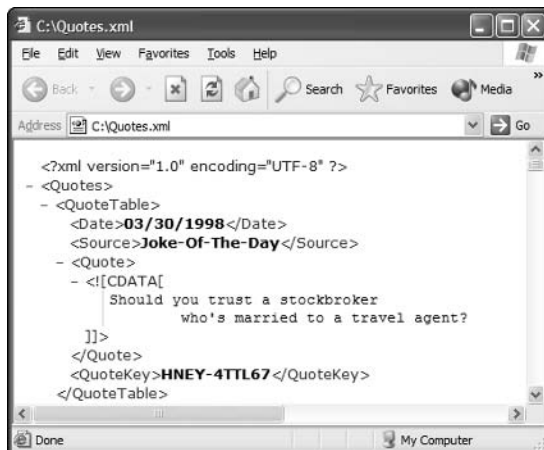 C:\Quotes.xml
File Edit View Favorites Tools Help
Back Search Favorites Media »
Address C:\Quotes.xml Go
<?xml version="1.0" encoding="UTF-8" ?>
- <Quotes>
- <QuoteTable>
<Date>03/30/1998</Date>
<Source>Joke-Of-The-Day</Source>
- <Quote>
- <![CDATA[
Should you trust a stockbroker
who's married to a travel agent?
]]>
</Quote>
<QuoteKey>HNEY-4TTL67</QuoteKey>
</QuoteTable>
Done My Computer